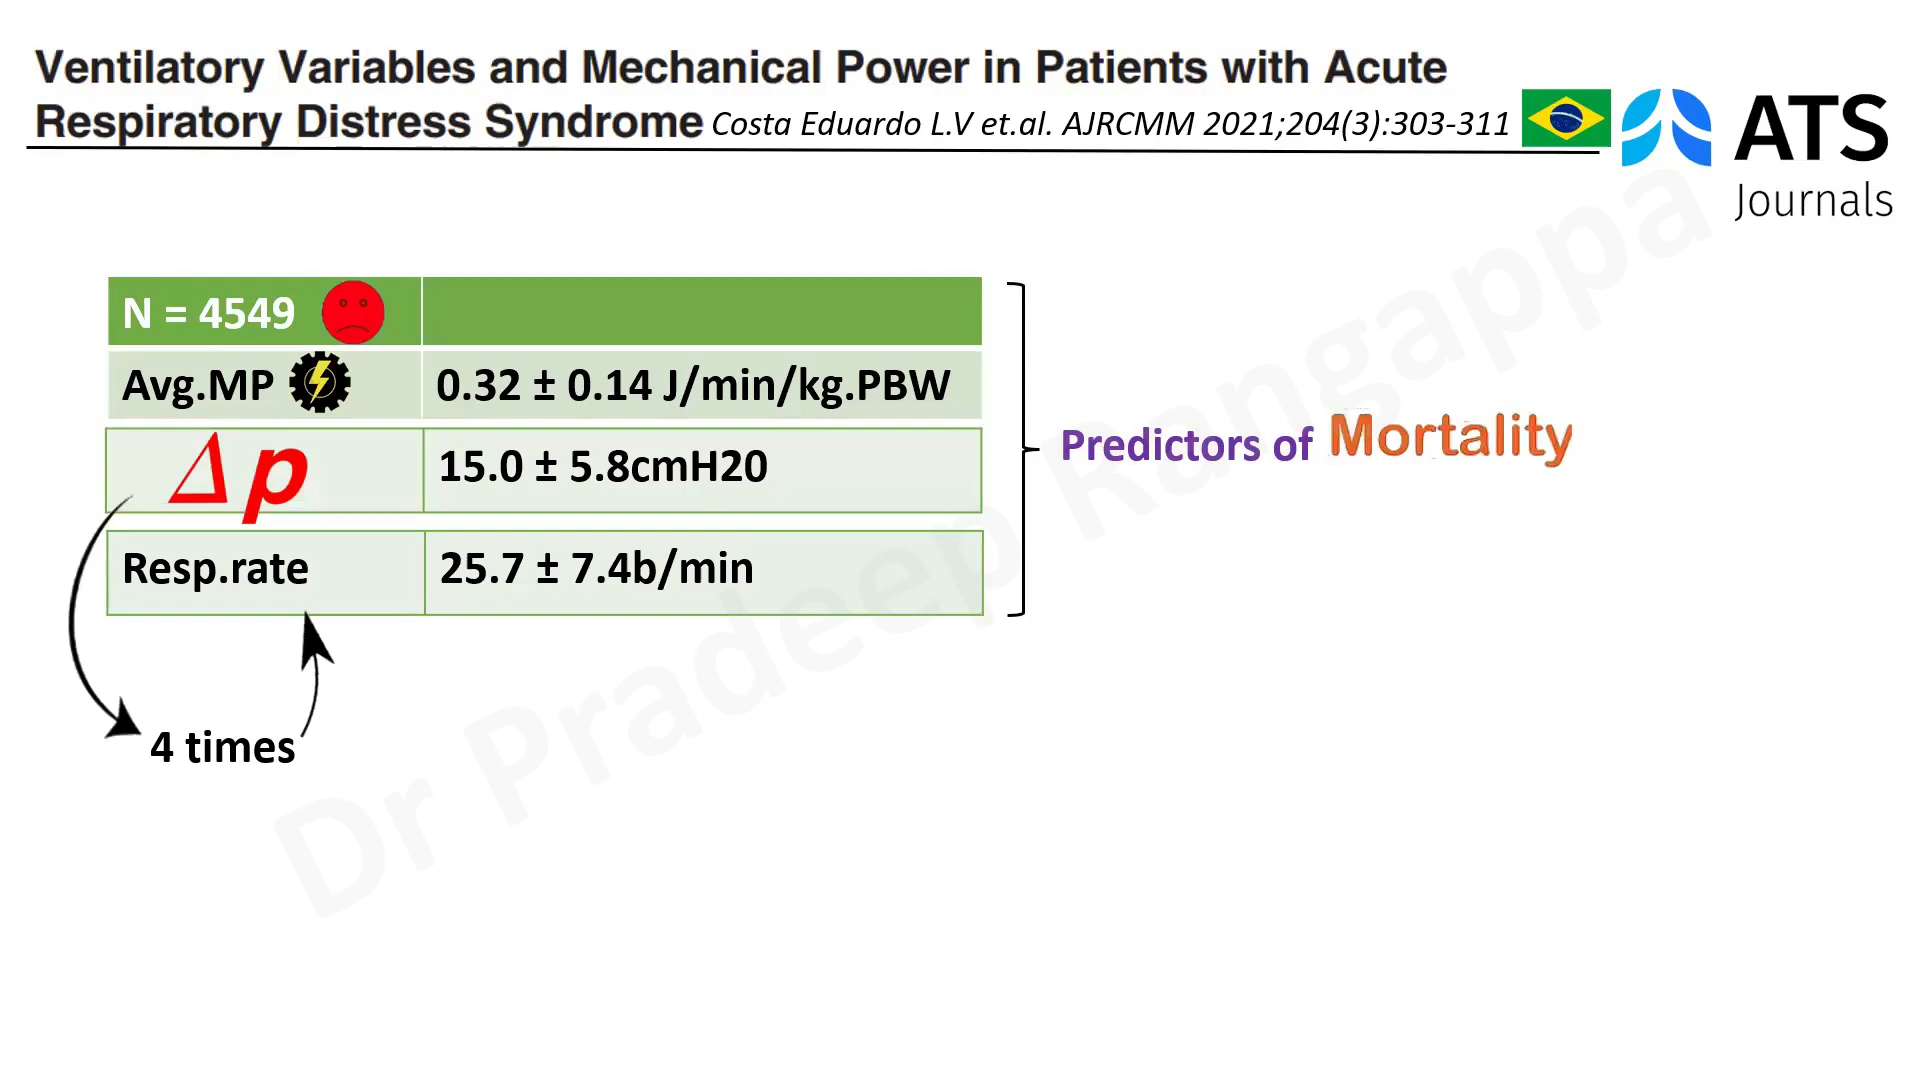 Ventilatory Variables and Mechanical Power in Patients with Acute
Respiratory Distress Syndrome Costa Eduardo L.V et.al. AJRCMM 2021;204(3):303-311
ATS
Journals
N = 4549
Avg.MP 0.32 ± 0.14 J/min/kg.PBW
Δp 15.0 ± 5.8cmH20
Resp.rate 25.7 ± 7.4b/min
Predictors of Mortality
4 times
Dr Pradeep Rangappa